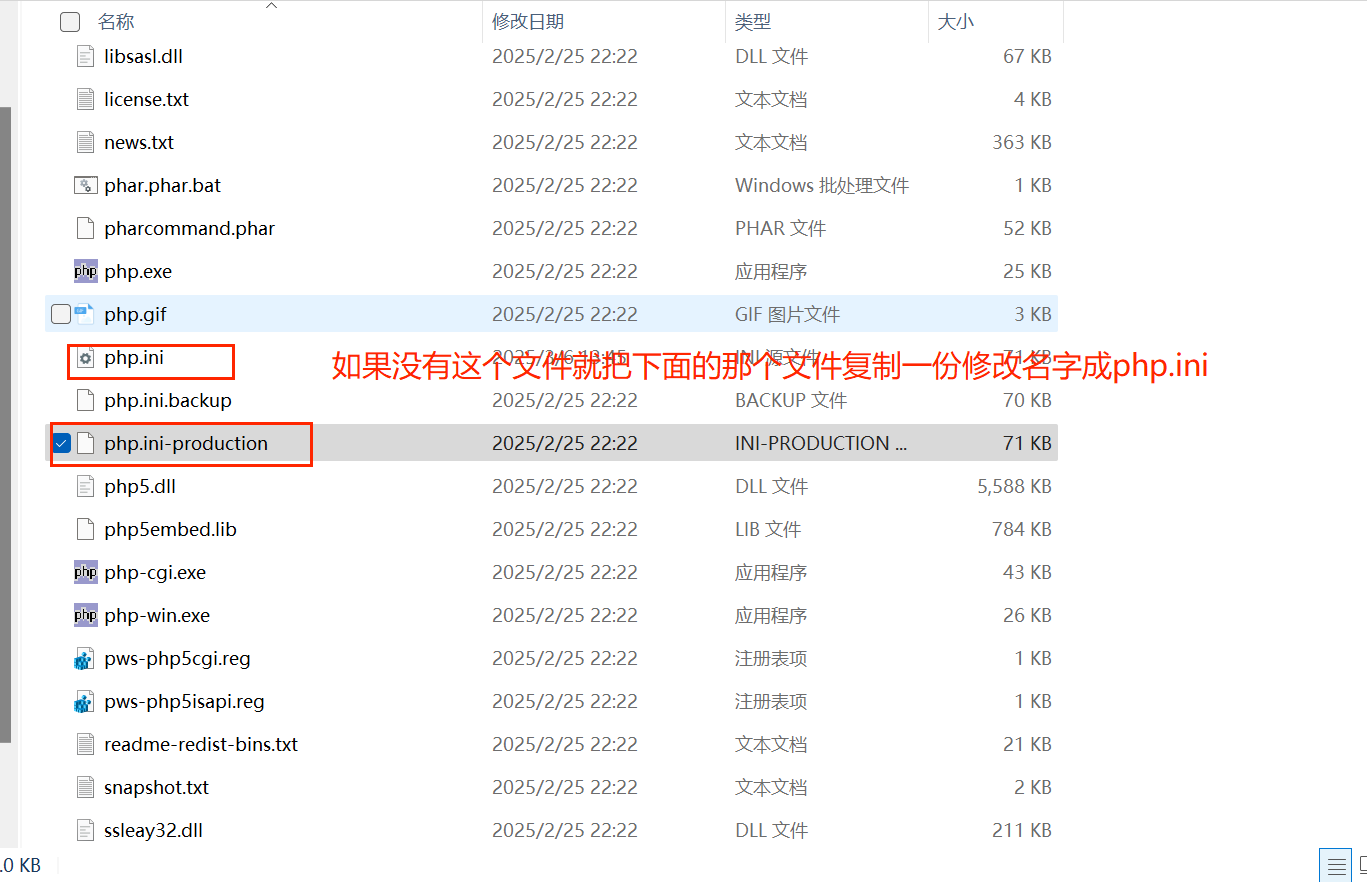 名称 修改日期 类型 大小
libsasl.dll 2025/2/25 22:22 DLL 文件 67 KB
license.txt 2025/2/25 22:22 文本文档 4 KB
news.txt 2025/2/25 22:22 文本文档 363 KB
phar.phar.bat 2025/2/25 22:22 Windows 批处理文件 1 KB
pharcommand.phar 2025/2/25 22:22 PHAR 文件 52 KB
php.exe 2025/2/25 22:22 应用程序 25 KB
php.gif 2025/2/25 22:22 GIF 图片文件 3 KB
php.ini 71 KB
如果没有这个文件就把下面的那个文件复制一份修改名字成php.ini
php.ini.backup 2025/2/25 22:22 BACKUP 文件 70 KB
php.ini-production 2025/2/25 22:22 INI-PRODUCTION ... 71 KB
php5.dll 2025/2/25 22:22 DLL 文件 5,588 KB
php5embed.lib 2025/2/25 22:22 LIB 文件 784 KB
php-cgi.exe 2025/2/25 22:22 应用程序 43 KB
php-win.exe 2025/2/25 22:22 应用程序 26 KB
pws-php5cgi.reg 2025/2/25 22:22 注册表项 1 KB
pws-php5isapi.reg 2025/2/25 22:22 注册表项 1 KB
readme-redist-bins.txt 2025/2/25 22:22 文本文档 21 KB
snapshot.txt 2025/2/25 22:22 文本文档 2 KB
ssleay32.dll 2025/2/25 22:22 DLL 文件 211 KB
.0 KB